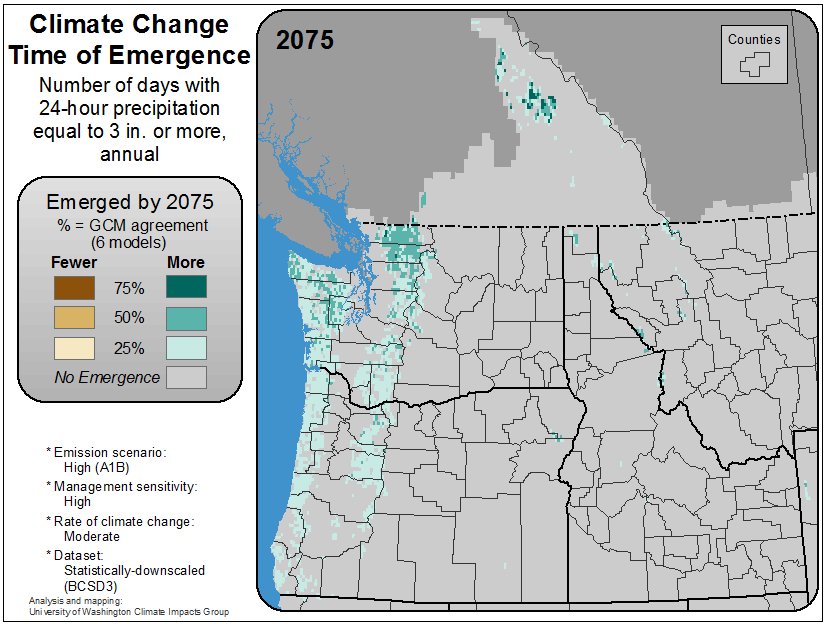 Climate Change
Time of Emergence
Number of days with
24-hour precipitation
equal to 3 in. or more,
annual
Emerged by 2075
% = GCM agreement
(6 models)
Fewer More
75%
50%
25%
No Emergence
* Emission scenario:
High (A1B)
* Management sensitivity:
High
* Rate of climate change:
Moderate
* Dataset:
Statistically-downscaled
(BCSD3)
Analysis and mapping:
University of Washington Climate Impacts Group
2075
Counties